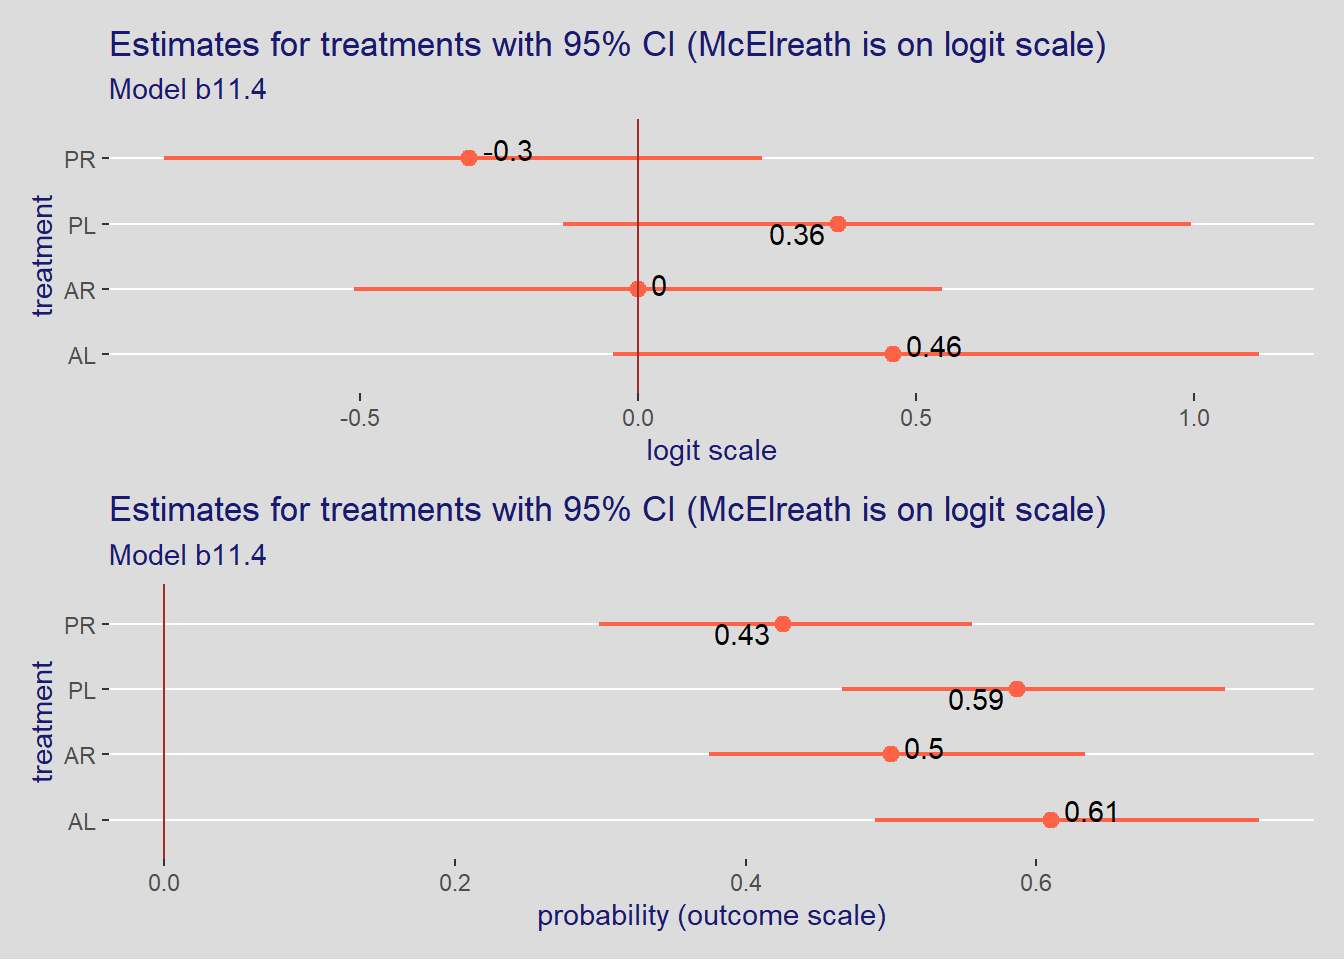 Estimates for treatments with 95% CI (McElreath is on logit scale)
Model b11.4
treatment
PR
-0.3
PL
0.36
AR
0
AL
0.46
-0.5
0.0
0.5
1.0
logit scale
Estimates for treatments with 95% CI (McElreath is on logit scale)
Model b11.4
treatment
PR
0.43
PL
0.59
AR
0.5
AL
0.61
0.0
0.2
0.4
0.6
probability (outcome scale)